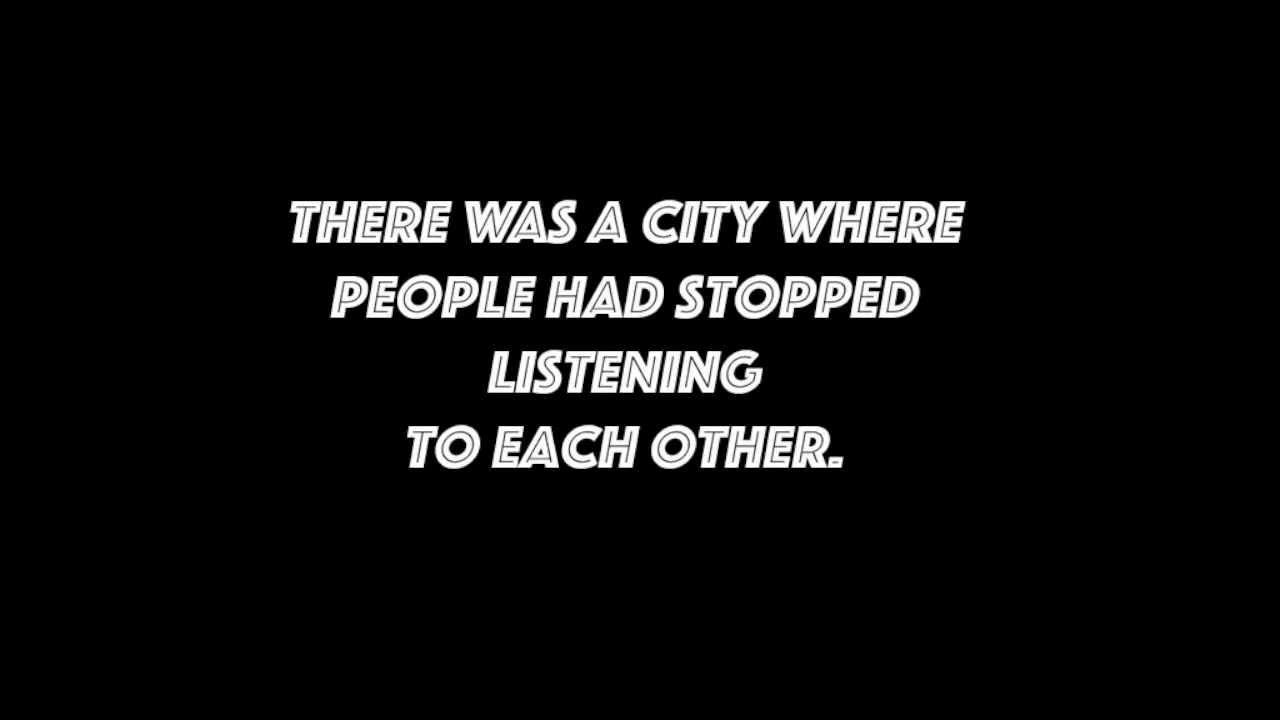 THERE WAS A CITY WHERE
PEOPLE HAD STOPPED
LISTENING
TO EACH OTHER.